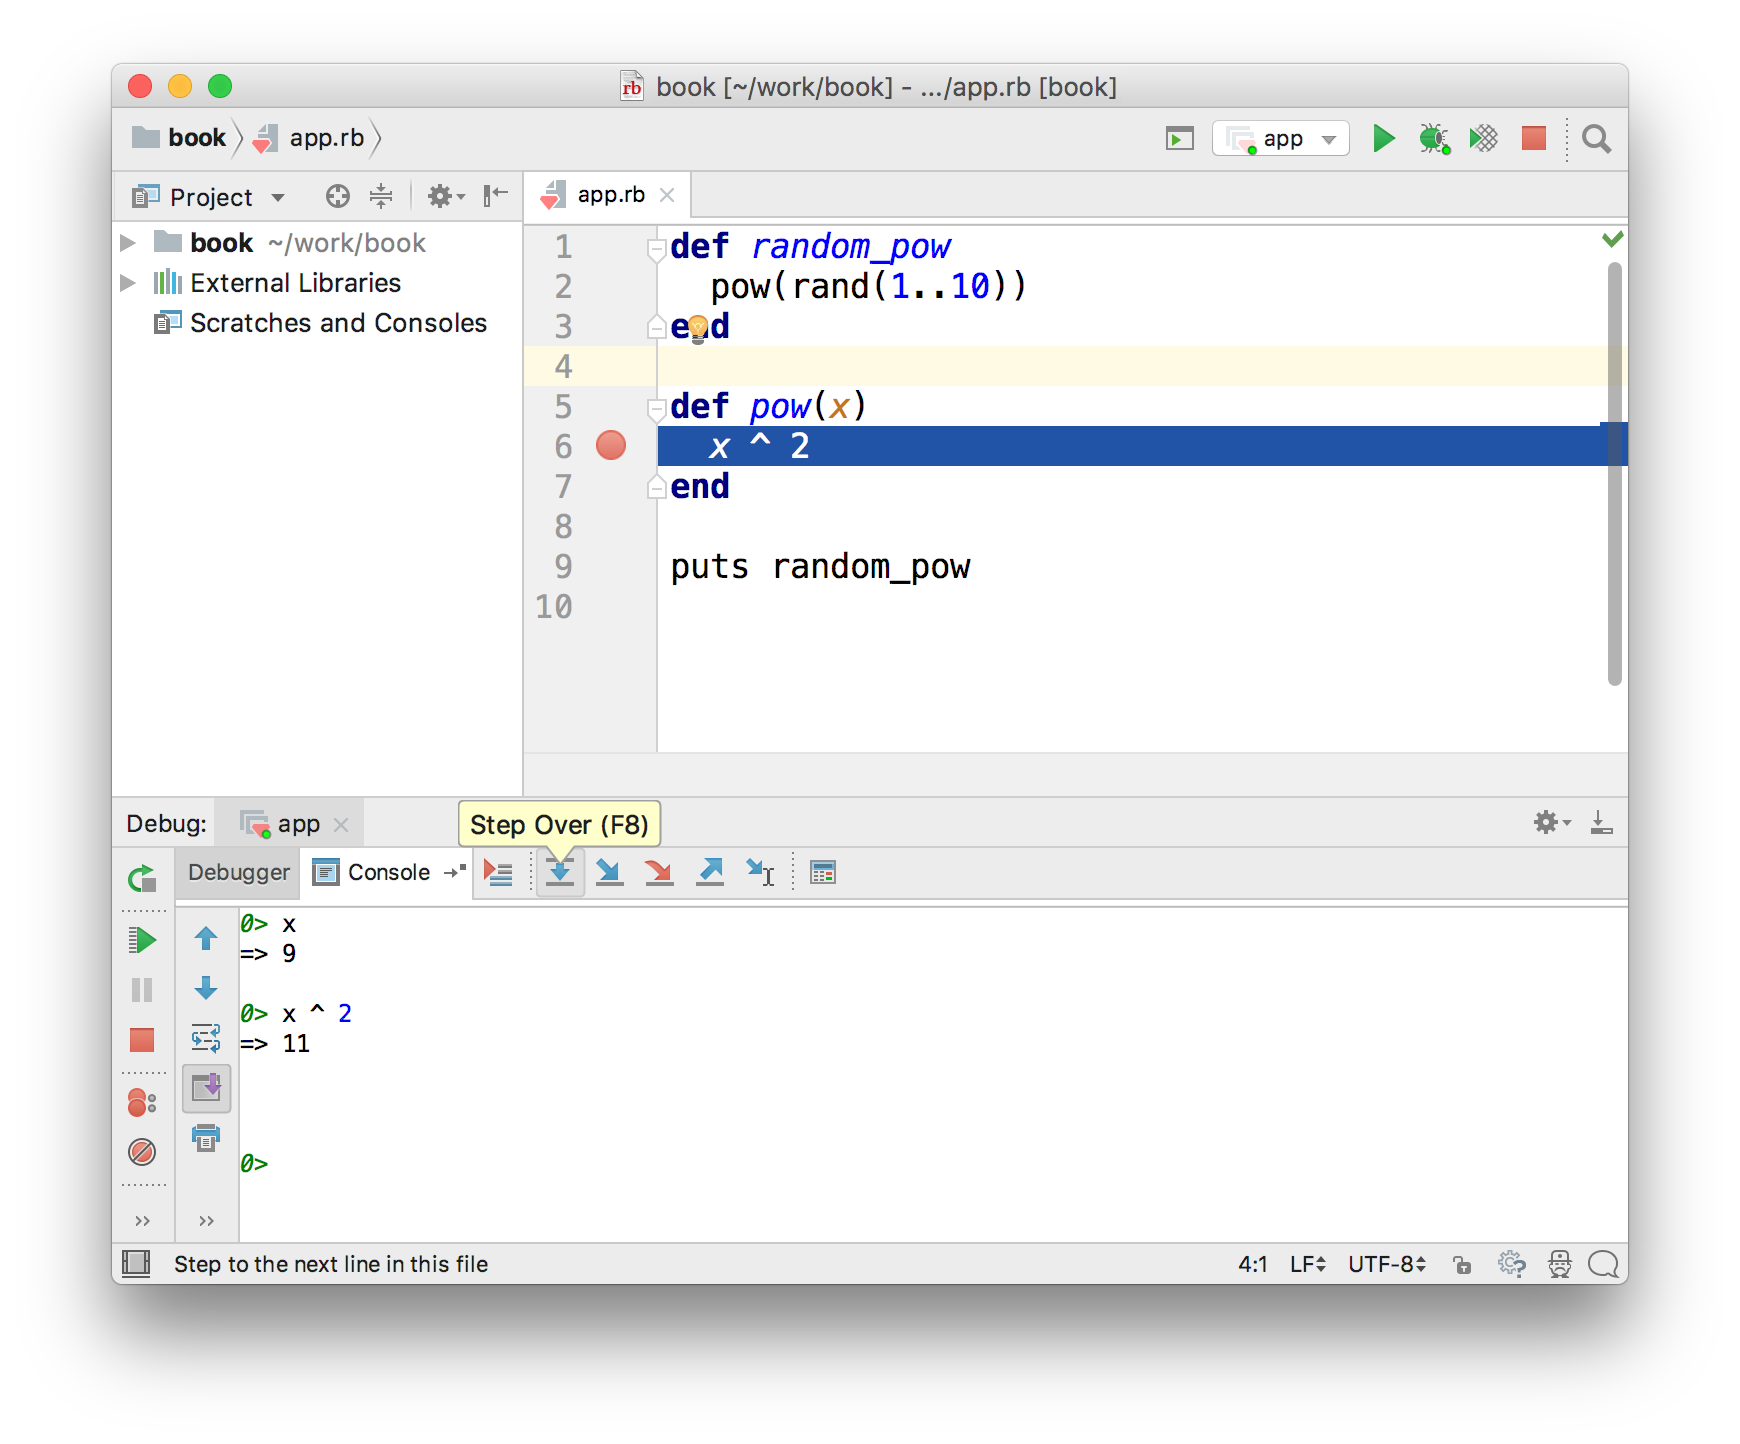 rb book [~/work/book] - .../app.rb [book]
book app.rb app
Project
app.rb
book ~/work/book
External Libraries
Scratches and Consoles
1 def random_pow
2 pow(rand(1..10))
3 end
4
5 def pow(x)
6 x ^ 2
7 end
8
9 puts random_pow
10
Debug: app
Step Over (F8)
Debugger Console
0> x
=> 9
0> x ^ 2
=> 11
0>
>> >>
Step to the next line in this file 4:1 LF UTF-8